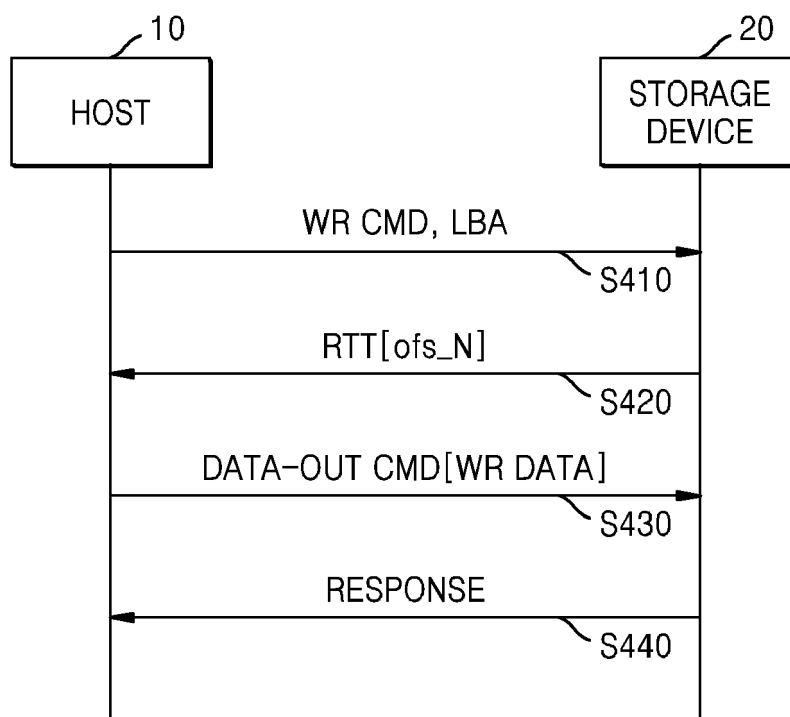 10
20
HOST
STORAGE
DEVICE
WR CMD, LBA
S410
RTT[ofs_N]
S420
DATA-OUT CMD[WR DATA]
S430
RESPONSE
S440